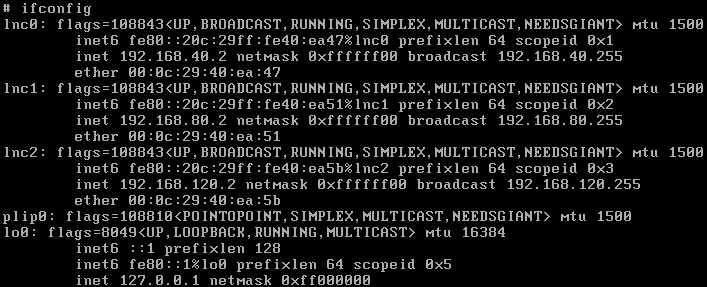 # ifconfig
lnc0: flags=108843<UP,BROADCAST,RUNNING,SIMPLEX,MULTICAST,NEEDSGIANT> mtu 1500
inet6 fe80::20c:29ff:fe40:ea47%lnc0 prefixlen 64 scopeid 0x1
inet 192.168.40.2 netmask 0xffffff00 broadcast 192.168.40.255
ether 00:0c:29:40:ea:47
lnc1: flags=108843<UP,BROADCAST,RUNNING,SIMPLEX,MULTICAST,NEEDSGIANT> mtu 1500
inet6 fe80::20c:29ff:fe40:ea51%lnc1 prefixlen 64 scopeid 0x2
inet 192.168.80.2 netmask 0xffffff00 broadcast 192.168.80.255
ether 00:0c:29:40:ea:51
lnc2: flags=108843<UP,BROADCAST,RUNNING,SIMPLEX,MULTICAST,NEEDSGIANT> mtu 1500
inet6 fe80::20c:29ff:fe40:ea5b%lnc2 prefixlen 64 scopeid 0x3
inet 192.168.120.2 netmask 0xffffff00 broadcast 192.168.120.255
ether 00:0c:29:40:ea:5b
plip0: flags=108810<POINTOPOINT,SIMPLEX,MULTICAST,NEEDSGIANT> mtu 1500
lo0: flags=8049<UP,LOOPBACK,RUNNING,MULTICAST> mtu 16384
inet6 ::1 prefixlen 128
inet6 fe80::1%lo0 prefixlen 64 scopeid 0x5
inet 127.0.0.1 netmask 0xff000000